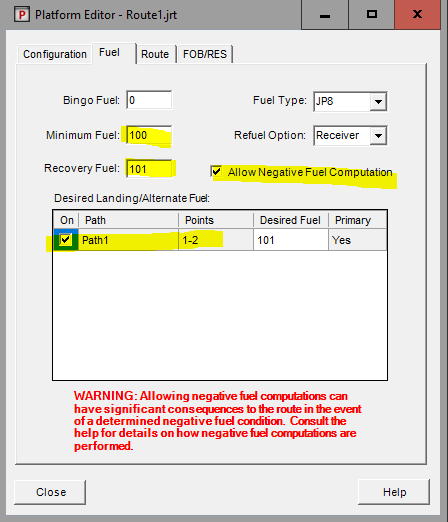 P Platform Editor - Route1.jrt
Configuration Fuel Route FOB/RES
Bingo Fuel: 0 Fuel Type: JP8
Minimum Fuel: 100 Refuel Option: Receiver
Recovery Fuel: 101 Allow Negative Fuel Computation
Desired Landing/Alternate Fuel:
On Path Points Desired Fuel Primary
Path1 1-2 101 Yes
WARNING: Allowing negative fuel computations can
have significant consequences to the route in the event
of a determined negative fuel condition. Consult the
help for details on how negative fuel computations are
performed.
Close Help